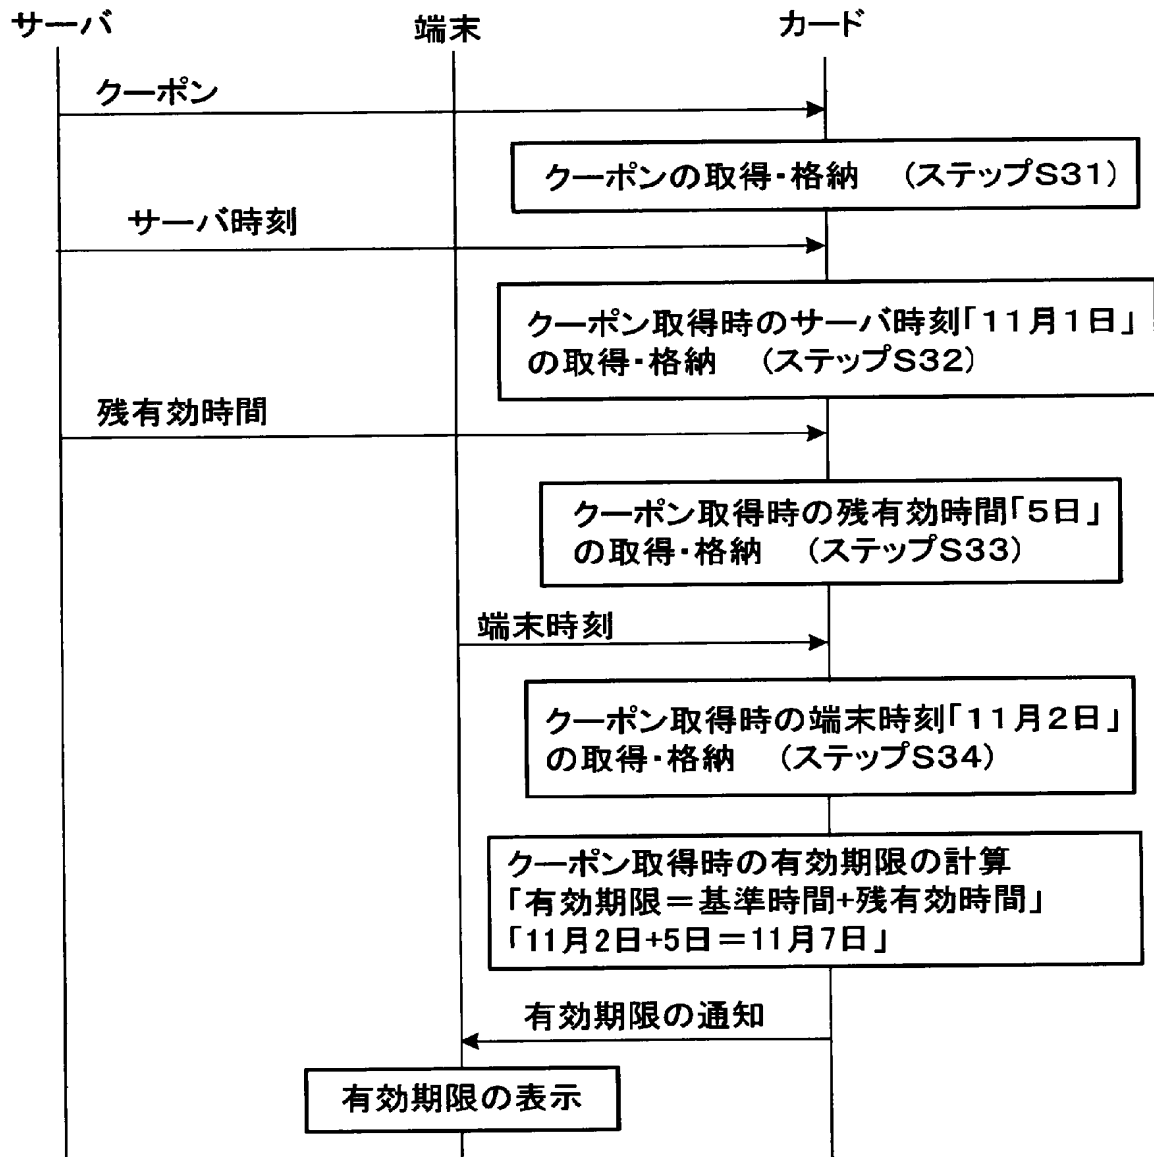 サーバ
端末
カード
クーポン
クーポンの取得・格納　(ステップS31)
サーバ時刻
クーポン取得時のサーバ時刻「11月1日」
の取得・格納　(ステップS32)
残有効時間
クーポン取得時の残有効時間「5日」
の取得・格納　(ステップS33)
端末時刻
クーポン取得時の端末時刻「11月2日」
の取得・格納　(ステップS34)
クーポン取得時の有効期限の計算
「有効期限＝基準時間+残有効時間」
「11月2日+5日＝11月7日」
有効期限の通知
有効期限の表示